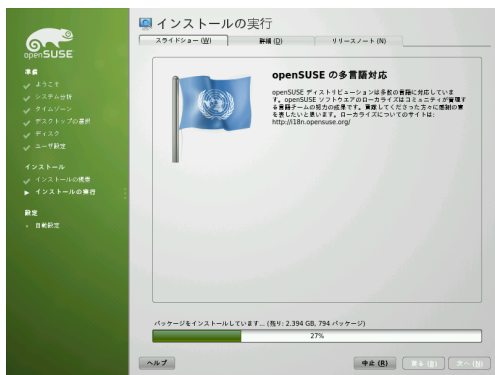 openSUSE
準備
ようこそ
システム分析
タイムゾーン
デスクトップの選択
ディスク
ユーザ設定
インストール
インストールの概要
インストールの実行
設定
自動設定
インストールの実行
スライドショー (W)
詳細 (D)
リリースノート (N)
openSUSE の多言語対応
openSUSE ディストリビューションは多数の言語に対応していま
す。openSUSE ソフトウエアのローカライズはコミュニティが管理す
る言語チームの努力の成果です。貢献してくださった方々に感謝の意
を表したいと思います。ローカライズについてのサイトは:
http://i18n.opensuse.org/
パッケージをインストールしています... (残り: 2.394 GB, 794 パッケージ)
27%
ヘルプ
中止 (R)
戻る (B)
次へ (N)